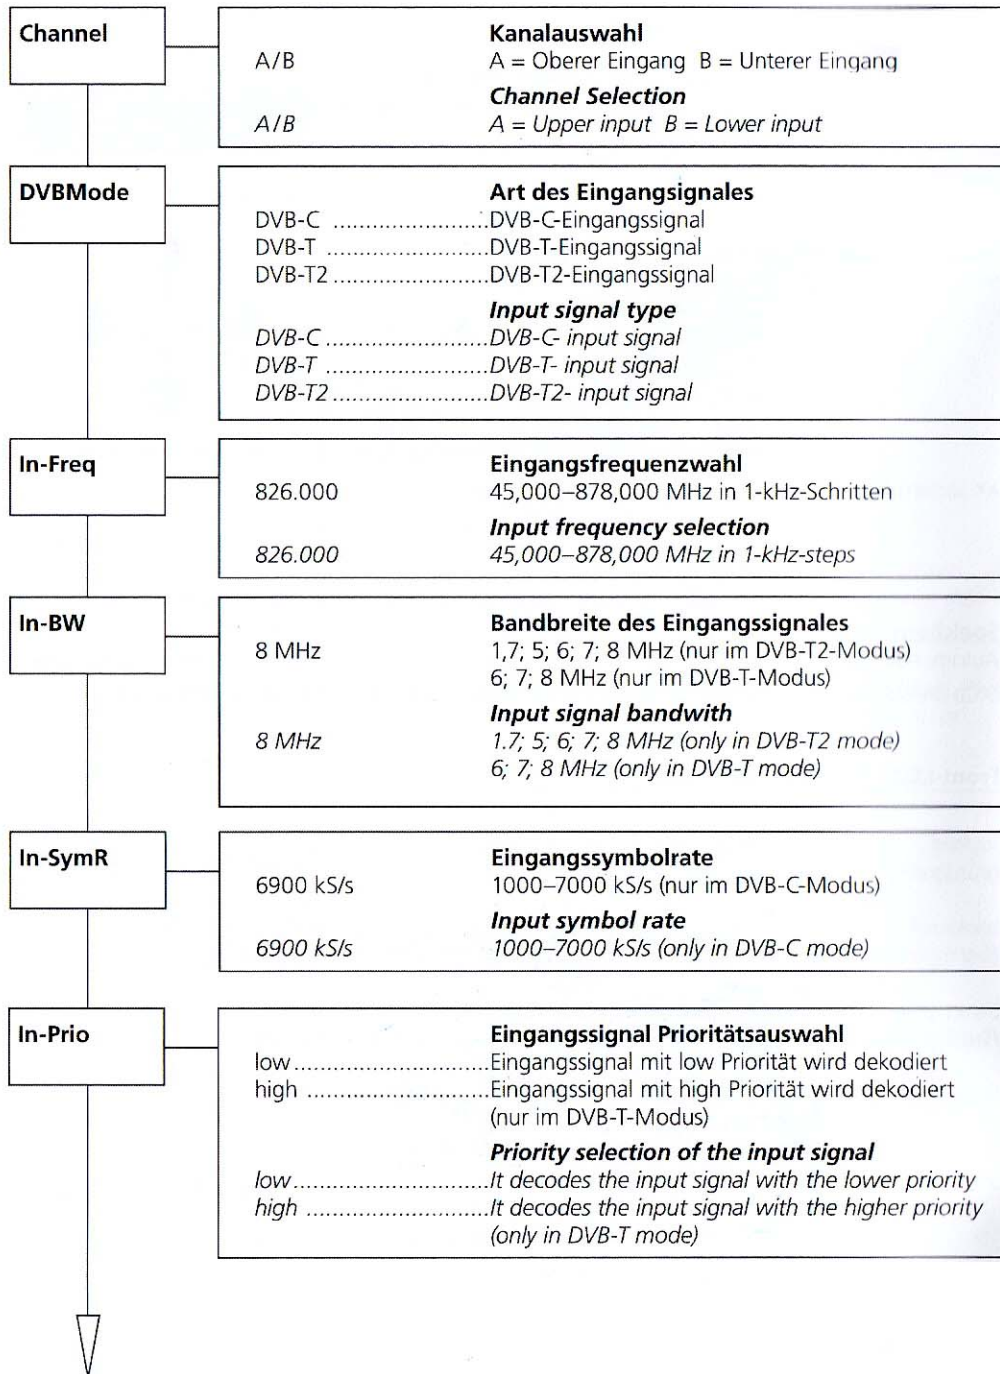 Channel
Kanalauswahl
A/B A = Oberer Eingang B = Unterer Eingang
Channel Selection
A/B A = Upper input B = Lower input
DVBMode
Art des Eingangsignales
DVB-C ........................DVB-C-Eingangssignal
DVB-T .........................DVB-T-Eingangssignal
DVB-T2 ........................DVB-T2-Eingangssignal
Input signal type
DVB-C .........................DVB-C- input signal
DVB-T .........................DVB-T- input signal
DVB-T2 ........................DVB-T2- input signal
In-Freq
Eingangsfrequenzwahl
826.000 45,000–878,000 MHz in 1-kHz-Schritten
Input frequency selection
826.000 45,000–878,000 MHz in 1-kHz-steps
In-BW
Bandbreite des Eingangssignales
8 MHz 1,7; 5; 6; 7; 8 MHz (nur im DVB-T2-Modus)
6; 7; 8 MHz (nur im DVB-T-Modus)
Input signal bandwith
8 MHz 1.7; 5; 6; 7; 8 MHz (only in DVB-T2 mode)
6; 7; 8 MHz (only in DVB-T mode)
In-SymR
Eingangssymbolrate
6900 kS/s 1000–7000 kS/s (nur im DVB-C-Modus)
Input symbol rate
6900 kS/s 1000–7000 kS/s (only in DVB-C mode)
In-Prio
Eingangssignal Prioritätsauswahl
low..............................Eingangssignal mit low Priorität wird dekodiert
high ............................Eingangssignal mit high Priorität wird dekodiert
(nur im DVB-T-Modus)
Priority selection of the input signal
low..............................It decodes the input signal with the lower priority
high ............................It decodes the input signal with the higher priority
(only in DVB-T mode)